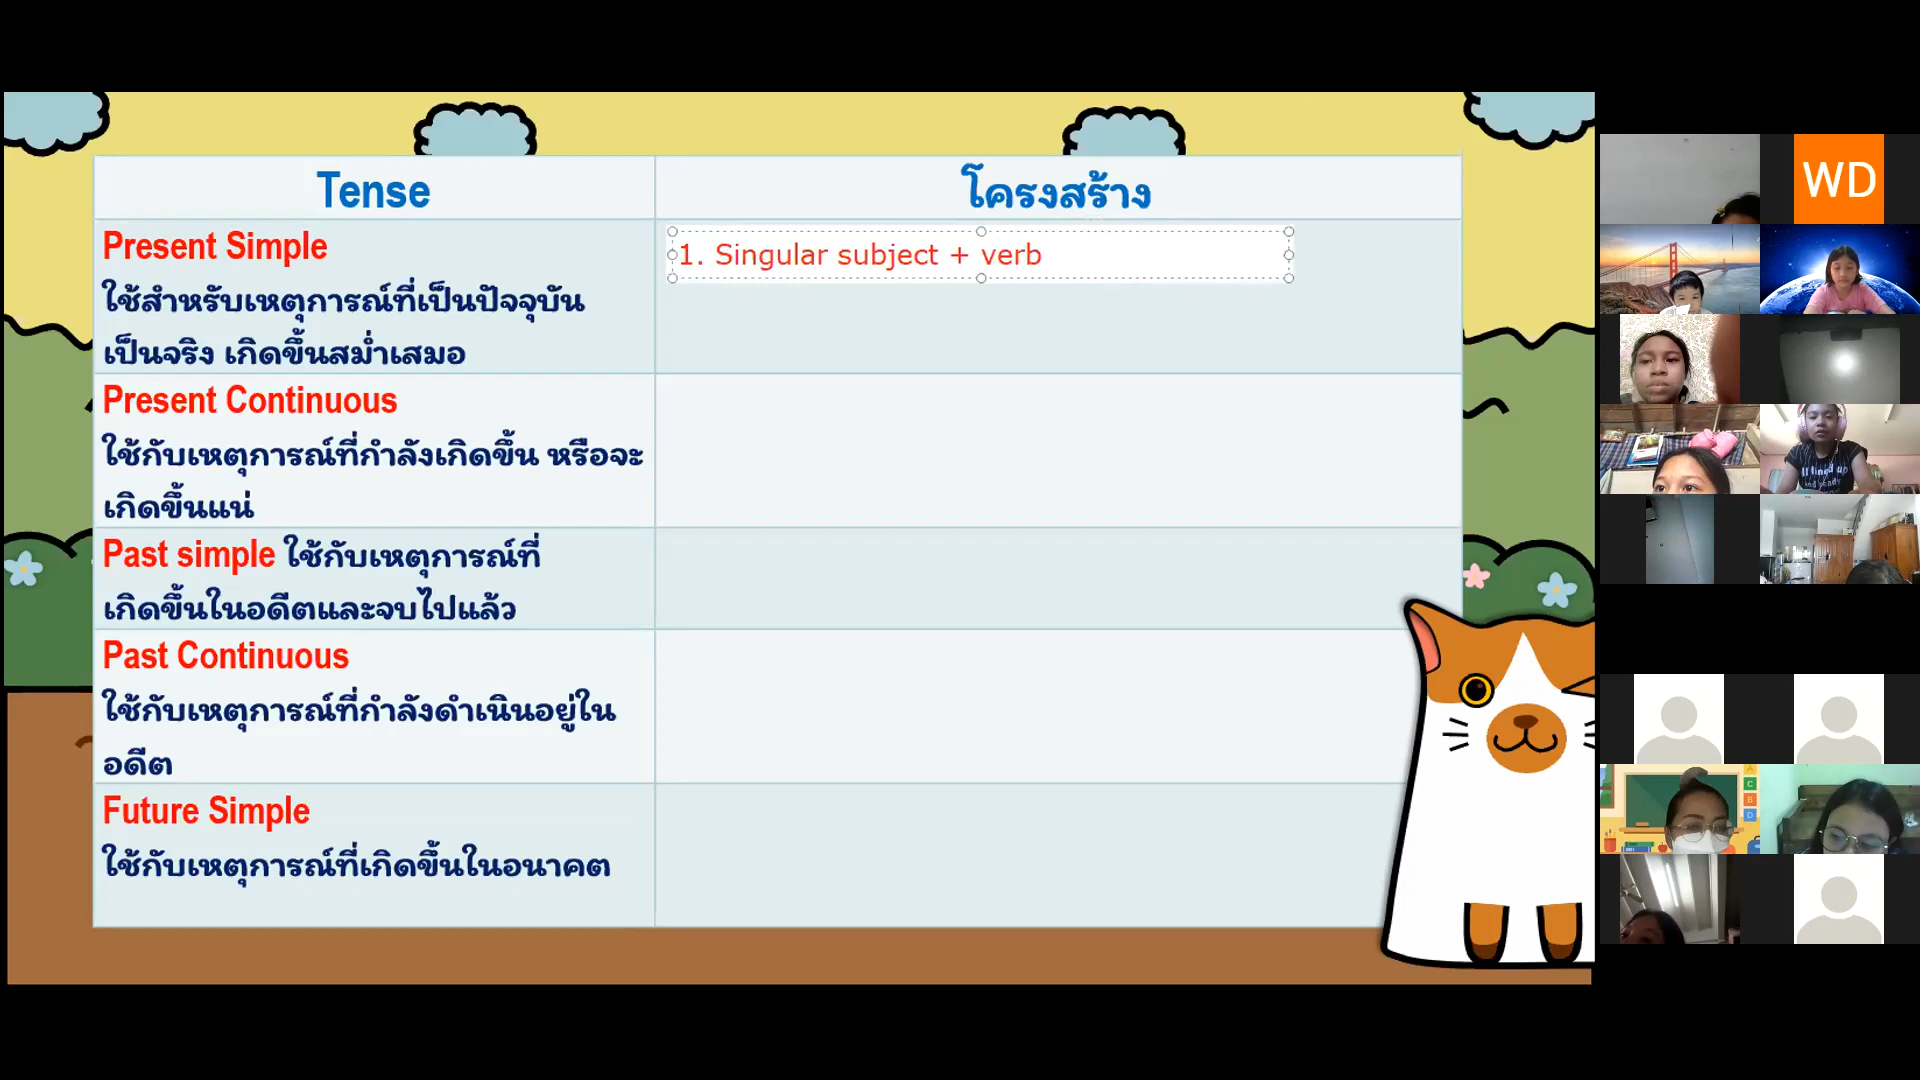 Tense
โครงสร้าง
Present Simple
ใช้สำหรับเหตุการณ์ที่เป็นปัจจุบัน
เป็นจริง เกิดขึ้นสม่ำเสมอ
1. Singular subject + verb
Present Continuous
ใช้กับเหตุการณ์ที่กำลังเกิดขึ้น หรือจะ
เกิดขึ้นแน่
Past simple ใช้กับเหตุการณ์ที่
เกิดขึ้นในอดีตและจบไปแล้ว
Past Continuous
ใช้กับเหตุการณ์ที่กำลังดำเนินอยู่ใน
อดีต
Future Simple
ใช้กับเหตุการณ์ที่เกิดขึ้นในอนาคต
WD
A
C
B
D